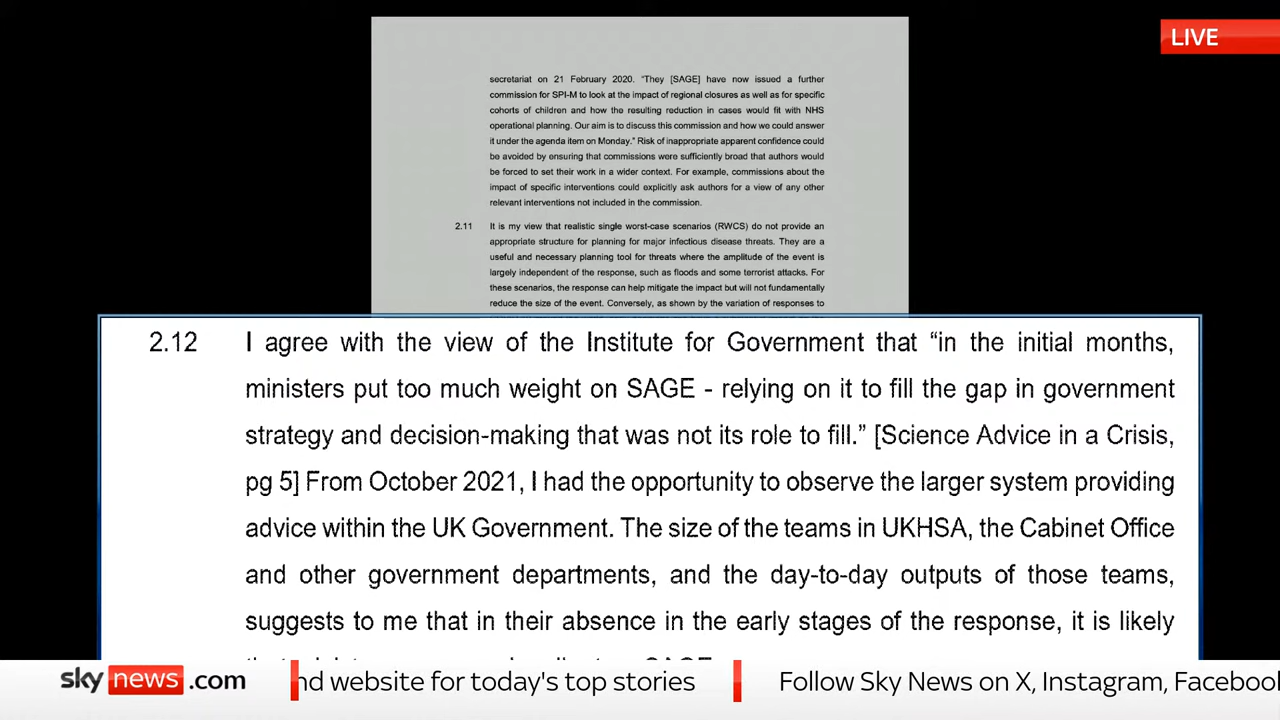 LIVE
secretariat on 21 February 2020. “They [SAGE] have now issued a further
commission for SPI-M to look at the impact of regional closures as well as for specific
cohorts of children and how the resulting reduction in cases would fit with NHS
operational planning. Our aim is to discuss this commission and how we could answer
it under the agenda item on Monday.” Risk of inappropriate apparent confidence could
be avoided by ensuring that commissions were sufficiently broad that authors would
be forced to set their work in a wider context. For example, commissions about the
impact of specific interventions could explicitly ask authors for a view of any other
relevant interventions not included in the commission.
2.11 It is my view that realistic single worst-case scenarios (RWCS) do not provide an
appropriate structure for planning for major infectious disease threats. They are a
useful and necessary planning tool for threats where the amplitude of the event is
largely independent of the response, such as floods and some terrorist attacks. For
these scenarios, the response can help mitigate the impact but will not fundamentally
reduce the size of the event. Conversely, as shown by the variation of responses to
2.12 I agree with the view of the Institute for Government that “in the initial months,
ministers put too much weight on SAGE - relying on it to fill the gap in government
strategy and decision-making that was not its role to fill.” [Science Advice in a Crisis,
pg 5] From October 2021, I had the opportunity to observe the larger system providing
advice within the UK Government. The size of the teams in UKHSA, the Cabinet Office
and other government departments, and the day-to-day outputs of those teams,
suggests to me that in their absence in the early stages of the response, it is likely
sky news .com nd website for today's top stories Follow Sky News on X, Instagram, Facebook